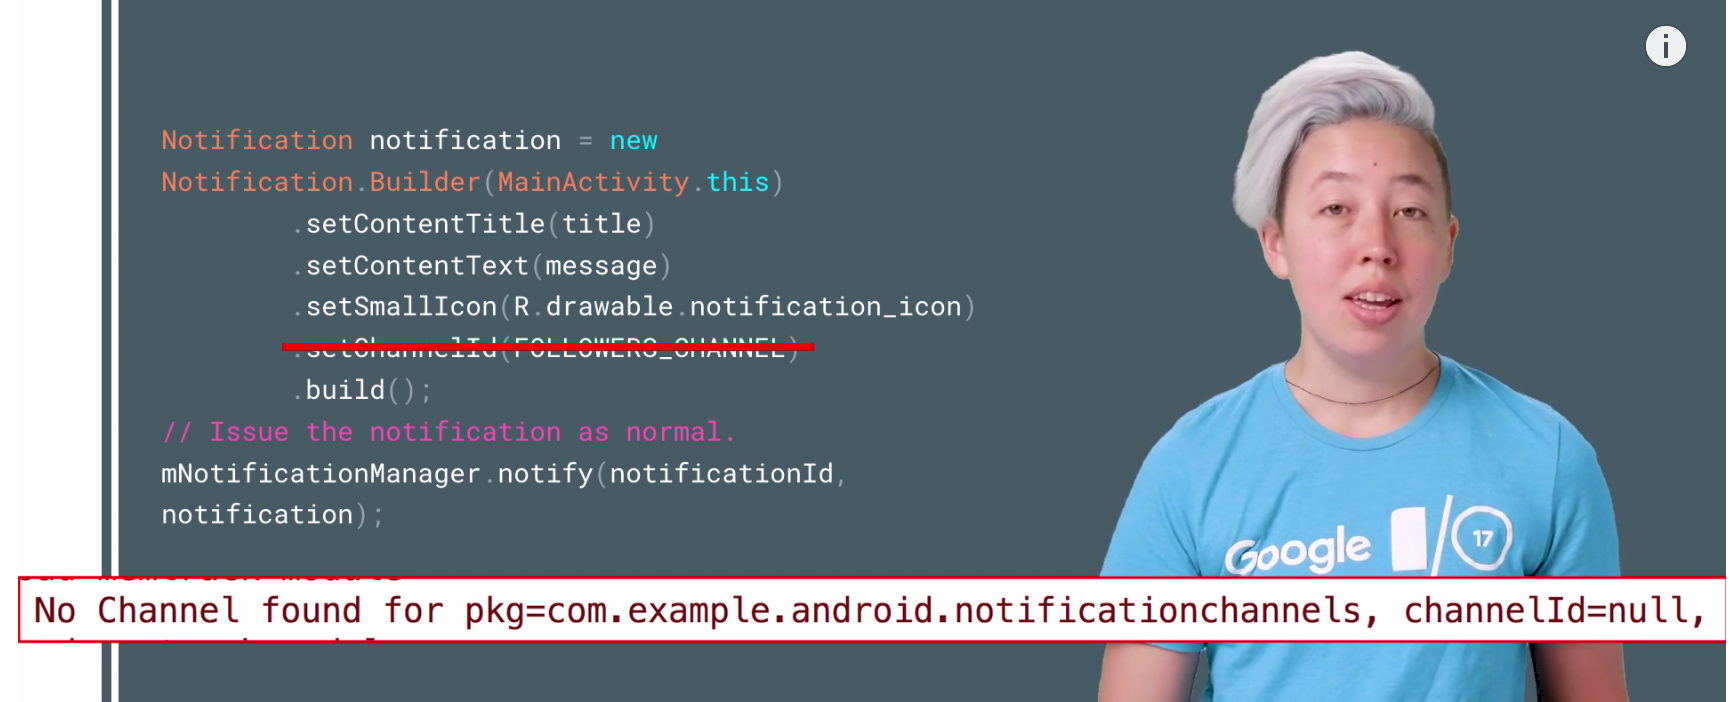 Notification notification = new
Notification.Builder(MainActivity.this)
.setContentTitle(title)
.setContentText(message)
.setSmallIcon(R.drawable.notification_icon)
.setChannelId(FOLLOWERS_CHANNEL)
.build();
// Issue the notification as normal.
mNotificationManager.notify(notificationId,
notification);
Google I/O 17
No Channel found for pkg=com.example.android.notificationchannels, channelId=null,